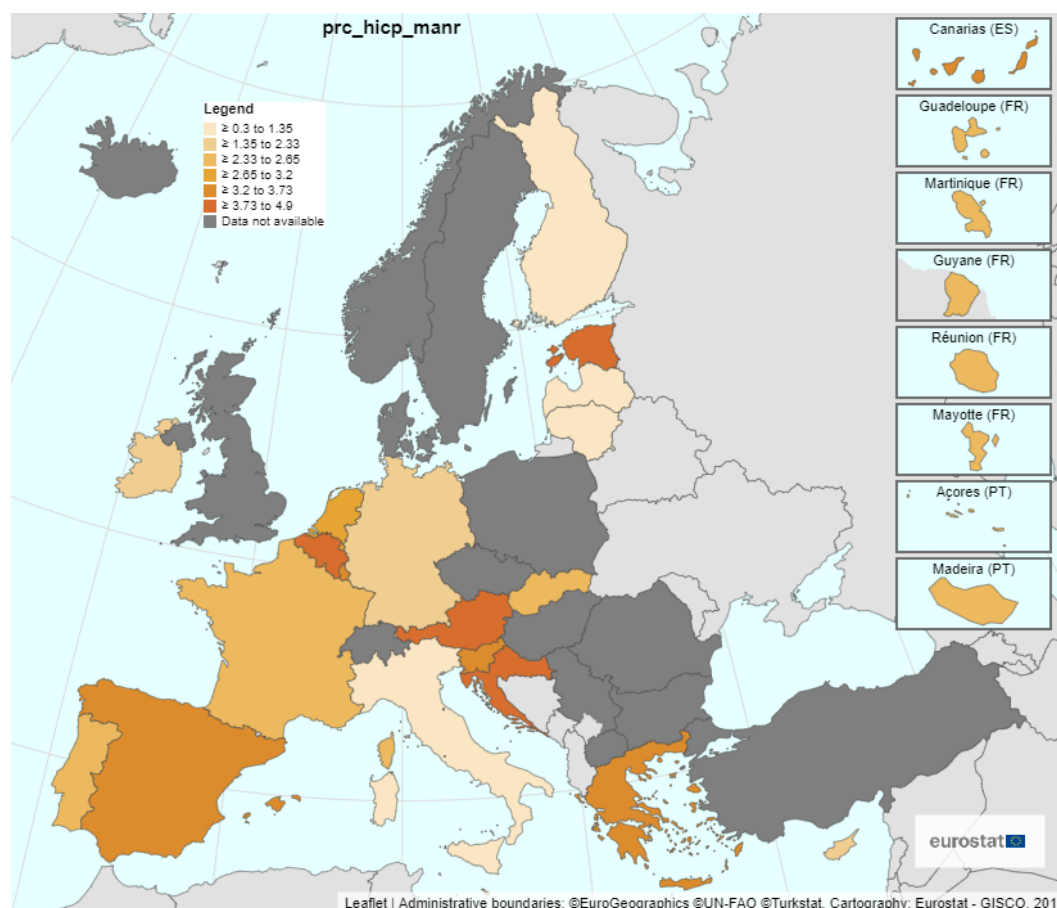 prc_hicp_manr
Legend
≥ 0.3 to 1.35
≥ 1.35 to 2.33
≥ 2.33 to 2.65
≥ 2.65 to 3.2
≥ 3.2 to 3.73
≥ 3.73 to 4.9
Data not available
Canarias (ES)
Guadeloupe (FR)
Martinique (FR)
Guyane (FR)
Réunion (FR)
Mayotte (FR)
Açores (PT)
Madeira (PT)
eurostat
Leaflet | Administrative boundaries: ©EuroGeographics ©UN-FAO ©Turkstat, Cartography: Eurostat - GISCO, 201